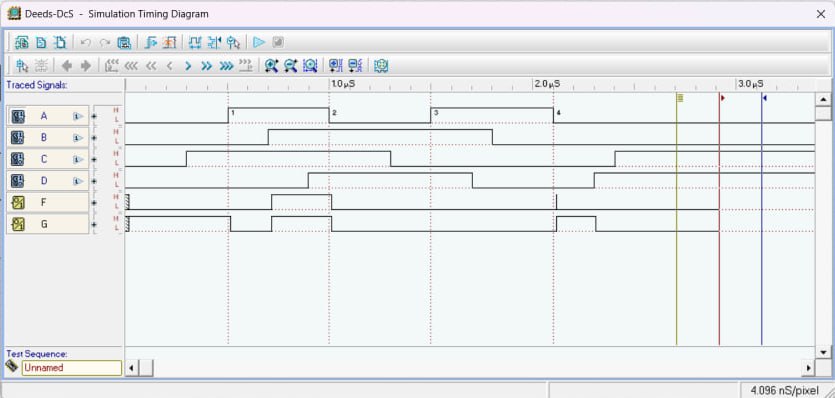 Deeds-DcS - Simulation Timing Diagram
Traced Signals:
1.0 µS
2.0 µS
3.0 µS
A
H
L
1
2
3
4
B
H
L
C
H
L
D
H
L
F
H
L
G
H
L
Test Sequence:
Unnamed
4.096 nS/pixel